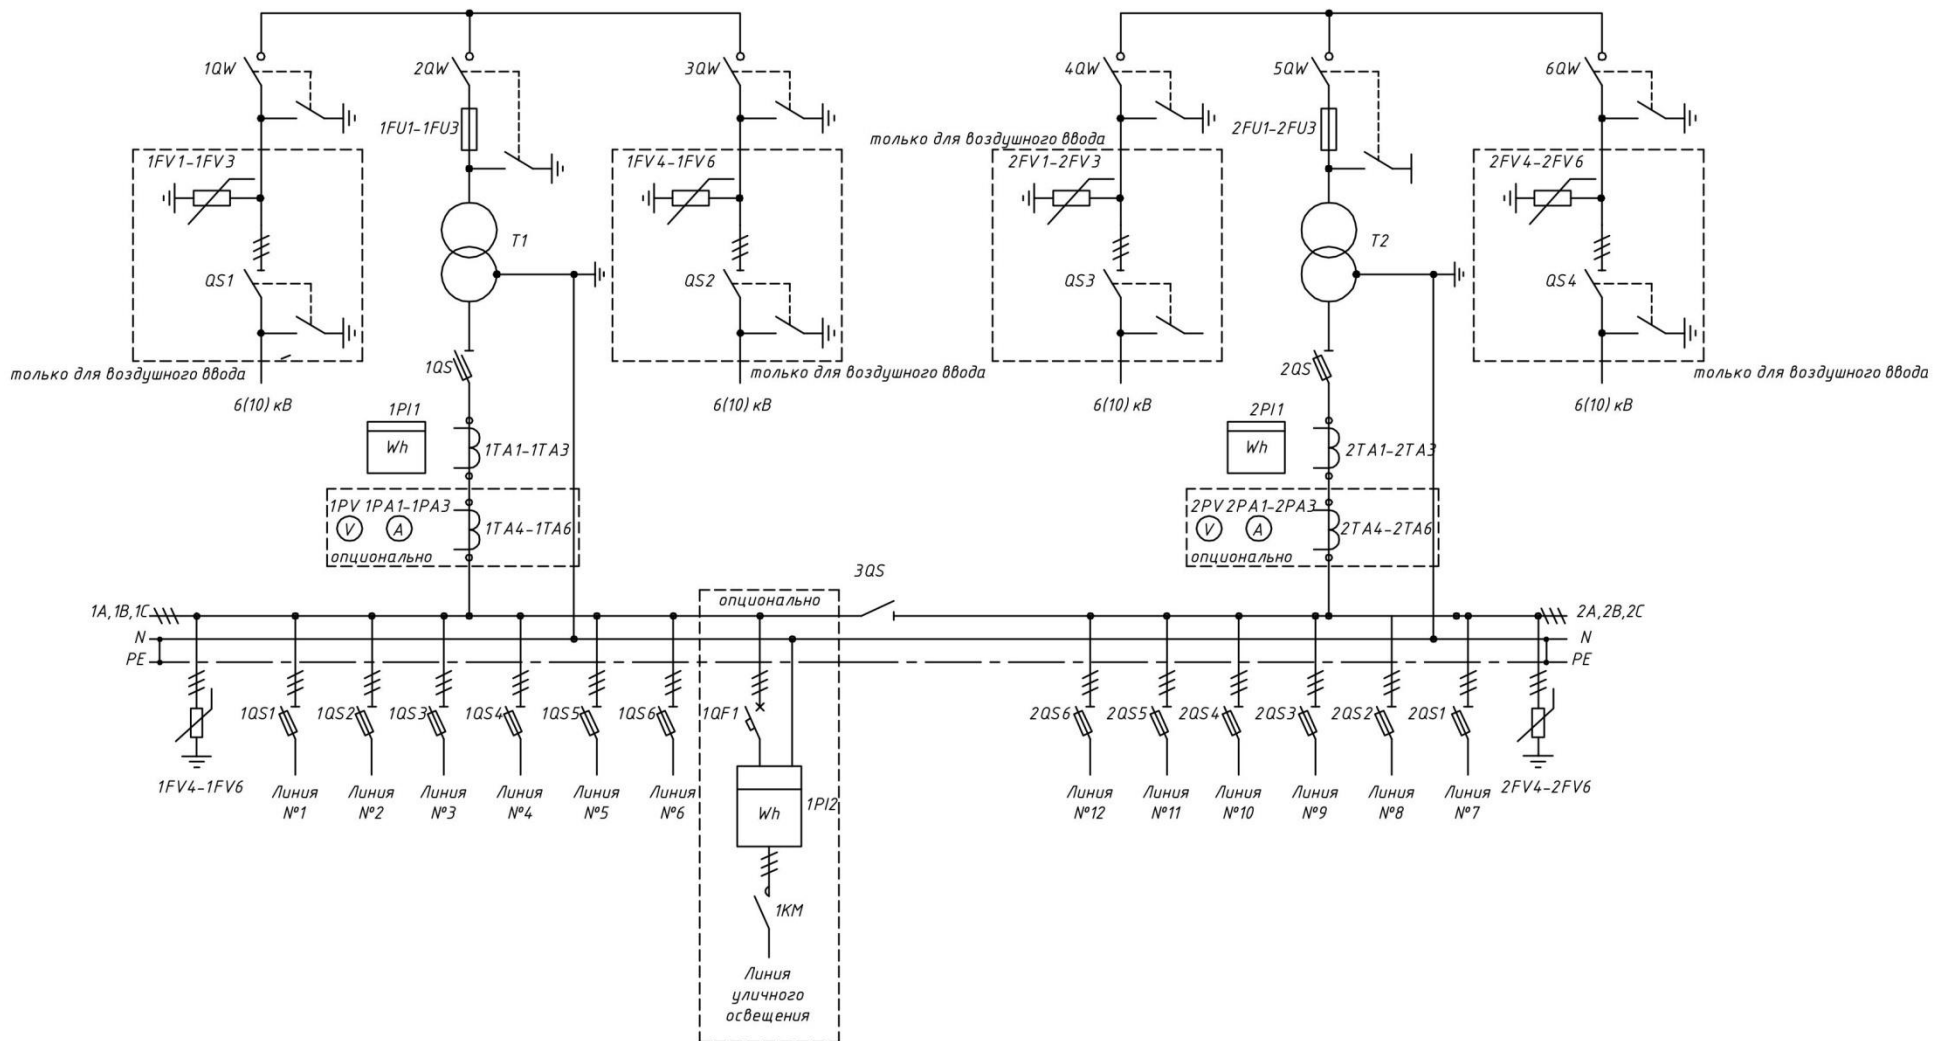 1QW
2QW
3QW
4QW
5QW
6QW
1FU1-1FU3
2FU1-2FU3
только для воздушного ввода
1FV1-1FV3
1FV4-1FV6
2FV1-2FV3
2FV4-2FV6
T1
T2
QS1
QS2
QS3
QS4
1QS
2QS
только для воздушного ввода
только для воздушного ввода
только для воздушного ввода
6(10) кВ
6(10) кВ
6(10) кВ
6(10) кВ
1PI1
2PI1
Wh
1TA1-1TA3
Wh
2TA1-2TA3
1PV 1PA1-1PA3
2PV 2PA1-2PA3
V
A
1TA4-1TA6
V
A
2TA4-2TA6
опционально
опционально
3QS
опционально
1A,1B,1C
2A,2B,2C
N
N
PE
PE
1QS1
1QS2
1QS3
1QS4
1QS5
1QS6
1QF1
2QS6
2QS5
2QS4
2QS3
2QS2
2QS1
1FV4-1FV6
2FV4-2FV6
Линия
№1
Линия
№2
Линия
№3
Линия
№4
Линия
№5
Линия
№6
Линия
№12
Линия
№11
Линия
№10
Линия
№9
Линия
№8
Линия
№7
1PI2
Wh
1KM
Линия
уличного
освещения